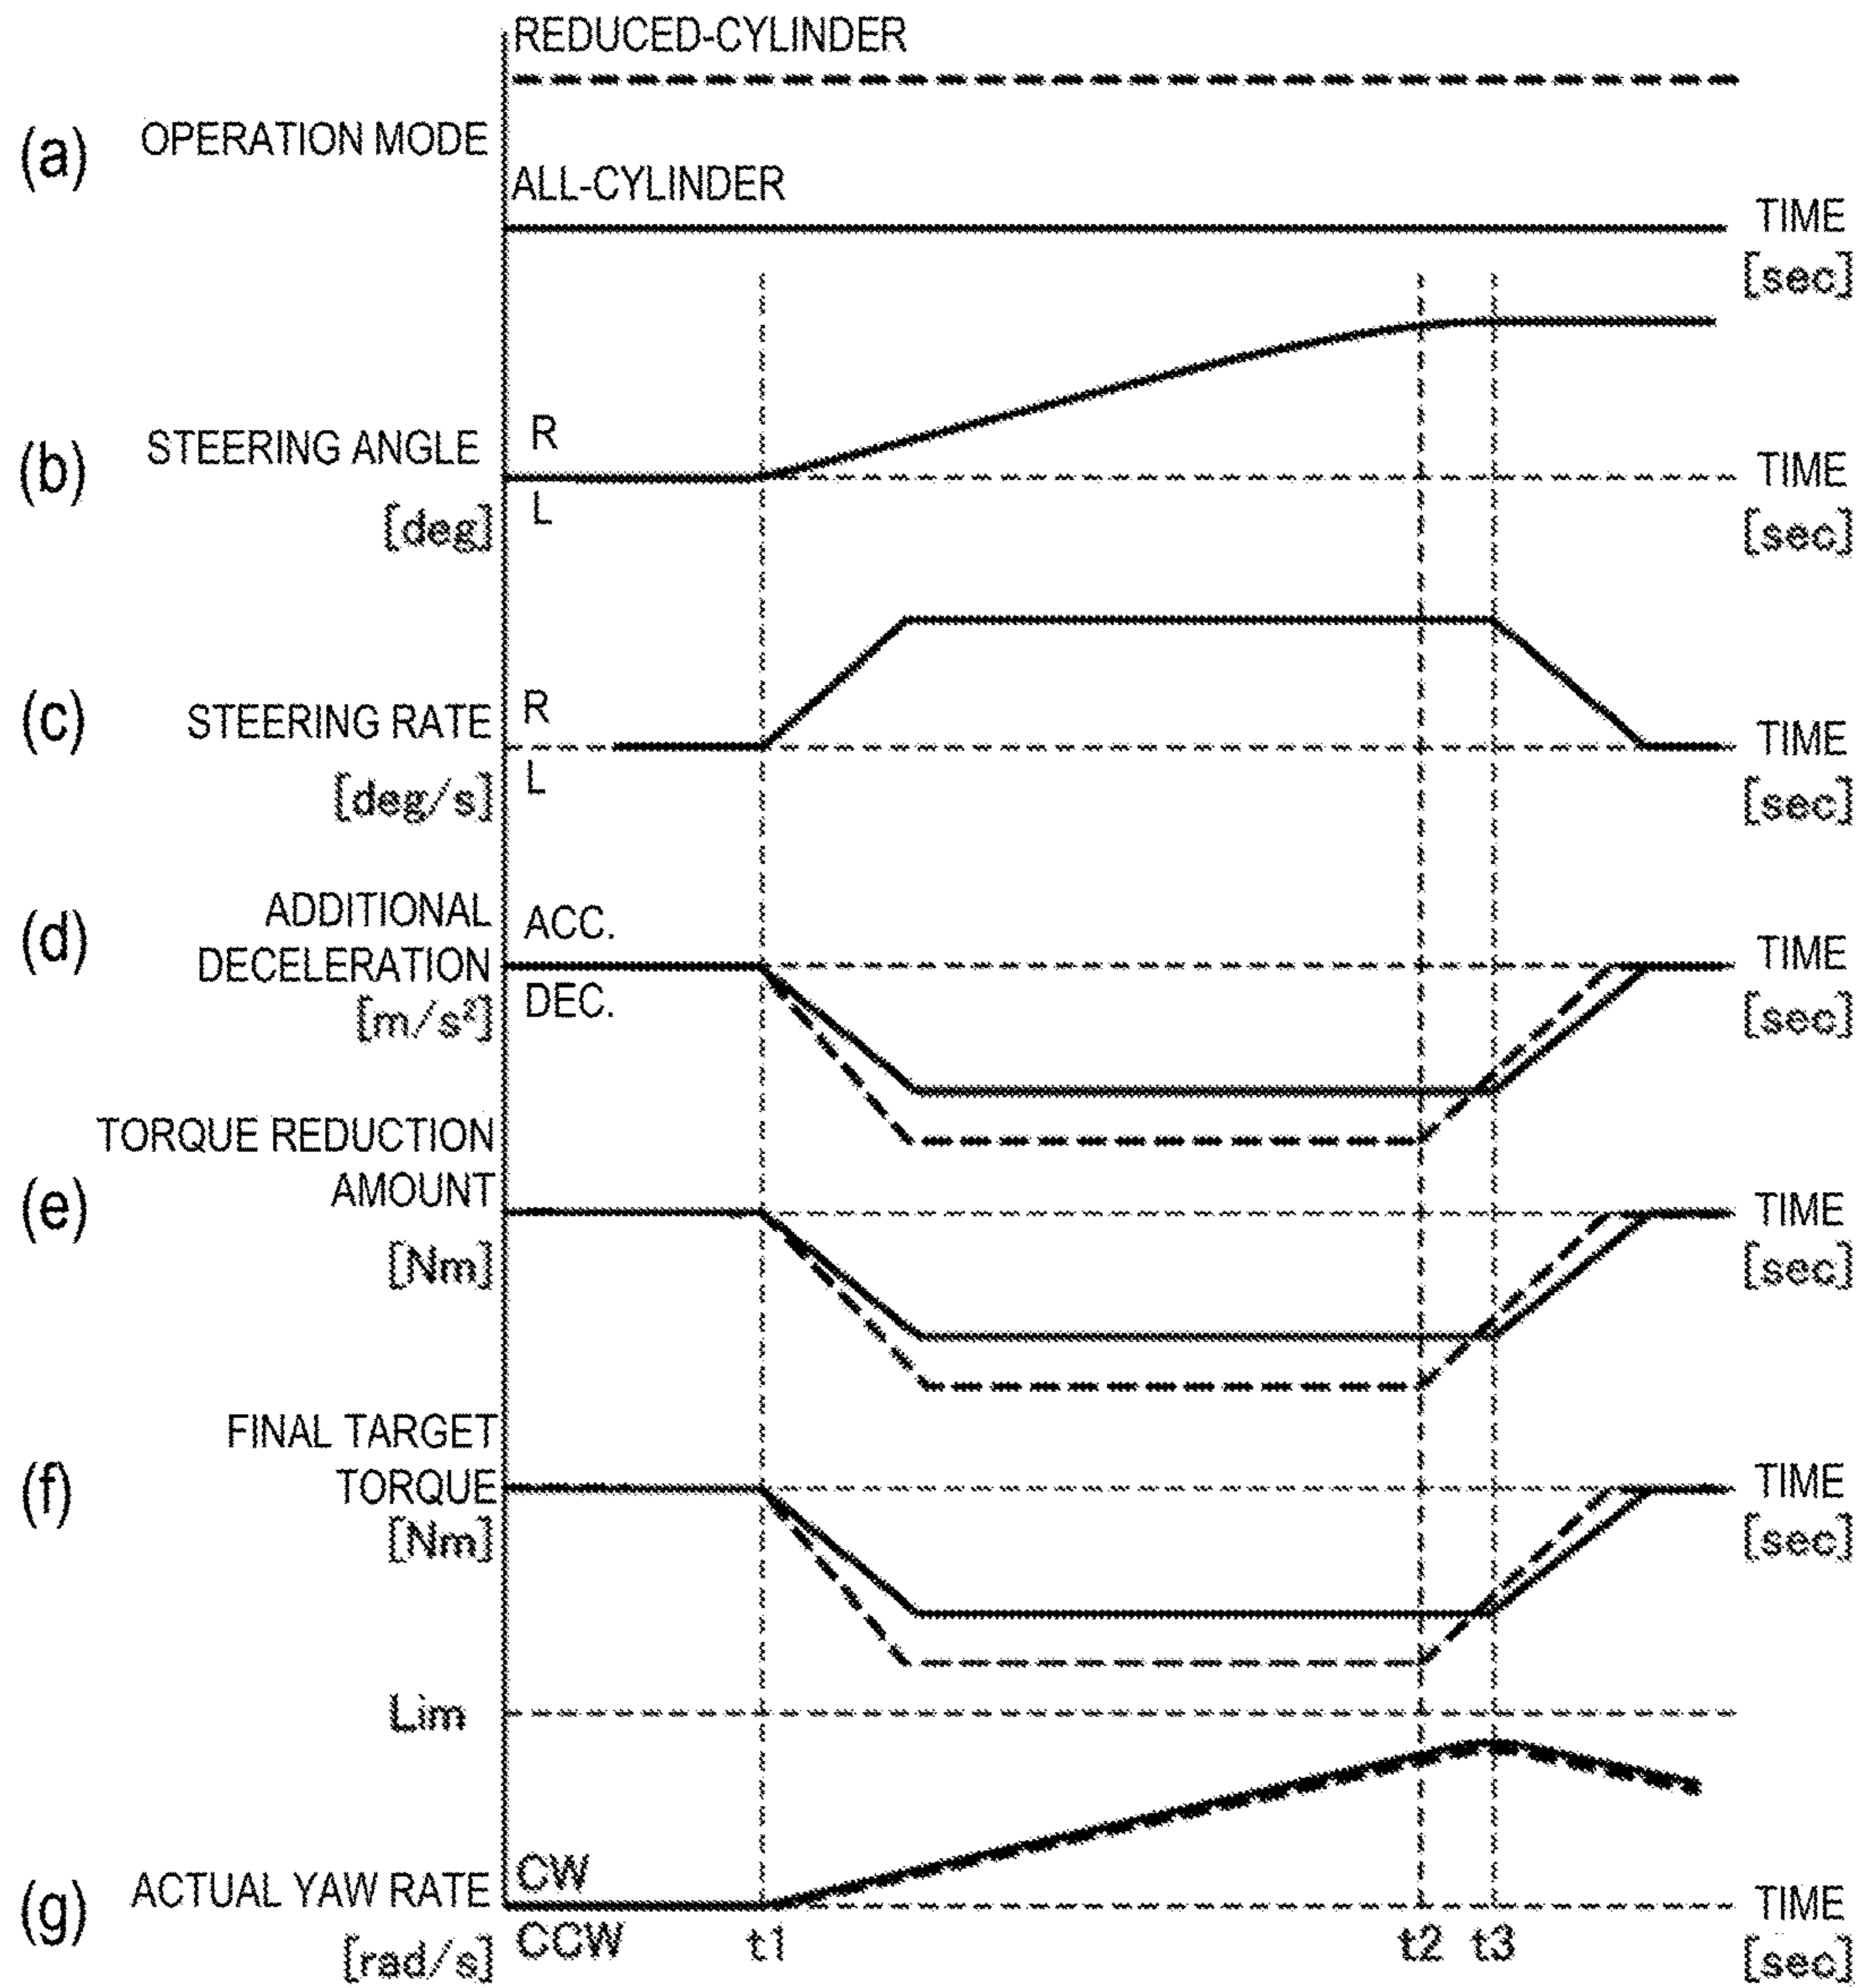 REDUCED-CYLINDER
(a)
OPERATION MODE
ALL-CYLINDER
TIME
[sec]
(b)
STEERING ANGLE
[deg]
R
L
TIME
[sec]
(c)
STEERING RATE
[deg/s]
R
L
TIME
[sec]
(d)
ADDITIONAL
DECELERATION
[m/s²]
ACC.
DEC.
TIME
[sec]
(e)
TORQUE REDUCTION
AMOUNT
[Nm]
TIME
[sec]
(f)
FINAL TARGET
TORQUE
[Nm]
TIME
[sec]
Lim
(g)
ACTUAL YAW RATE
[rad/s]
CW
CCW
t1
t2
t3
TIME
[sec]